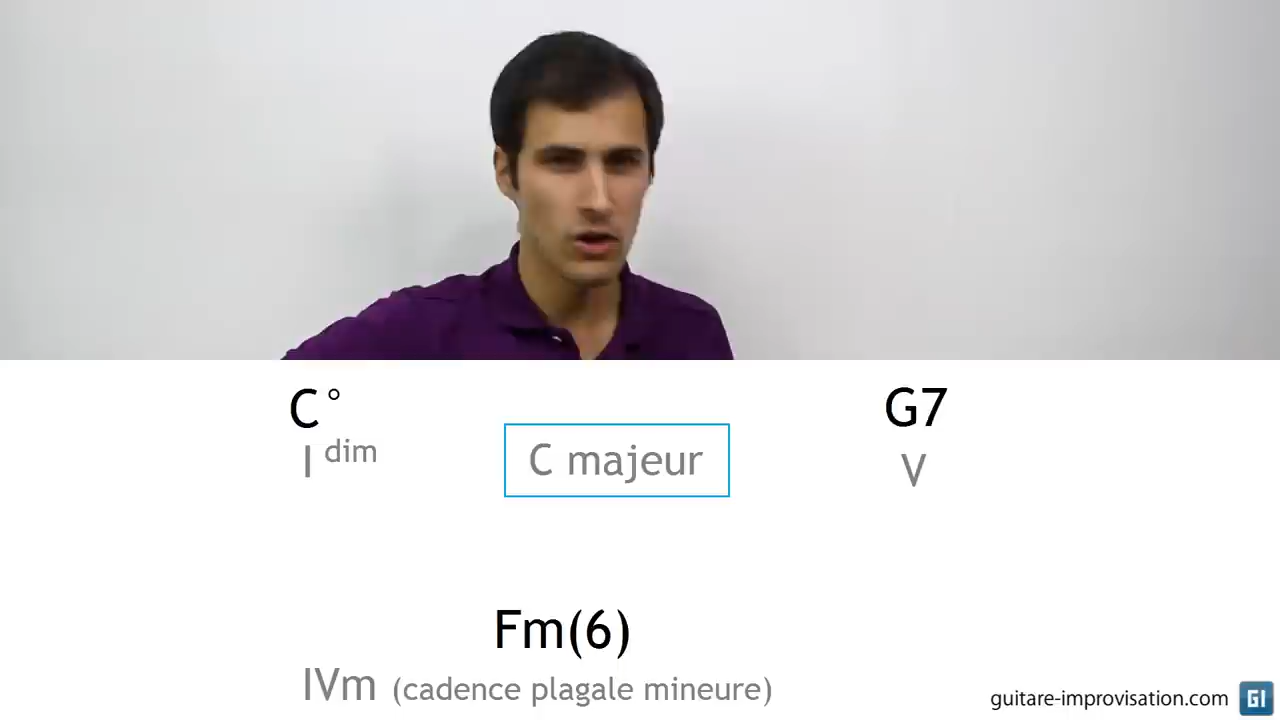 C° G7
I dim C majeur V
Fm(6)
IVm (cadence plagale mineure)
guitare-improvisation.com GI